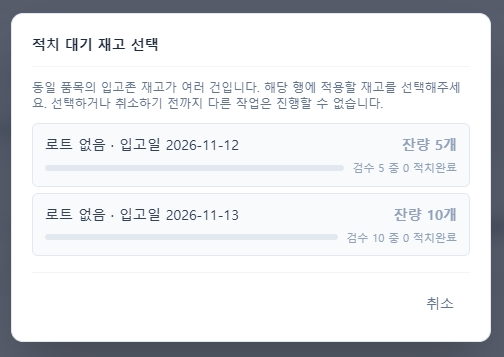 적치 대기 재고 선택
동일 품목의 입고존 재고가 여러 건입니다. 해당 행에 적용할 재고를 선택해주세
요. 선택하거나 취소하기 전까지 다른 작업은 진행할 수 없습니다.
로트 없음 · 입고일 2026-11-12 잔량 5개
검수 5 중 0 적치완료
로트 없음 · 입고일 2026-11-13 잔량 10개
검수 10 중 0 적치완료
취소